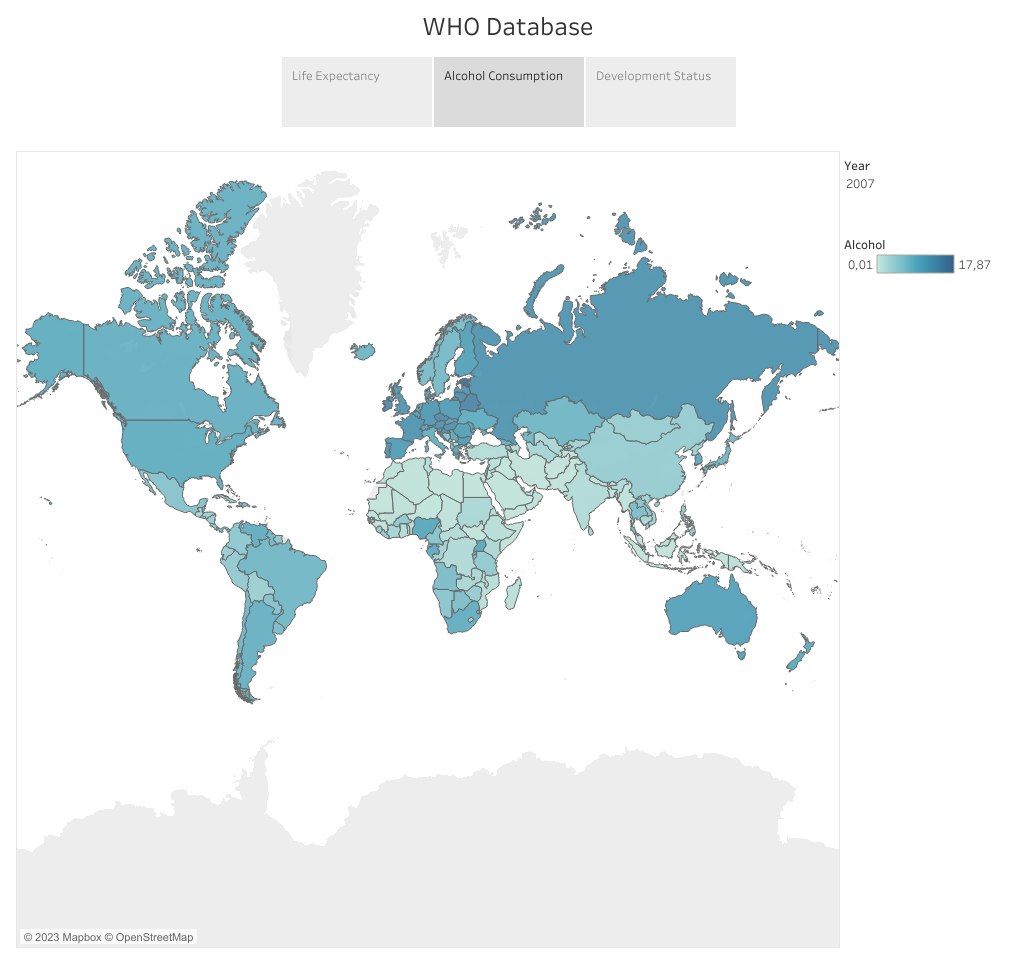 WHO Database
Life Expectancy
Alcohol Consumption
Development Status
Year
2007
Alcohol
0,01
17,87
© 2023 Mapbox © OpenStreetMap